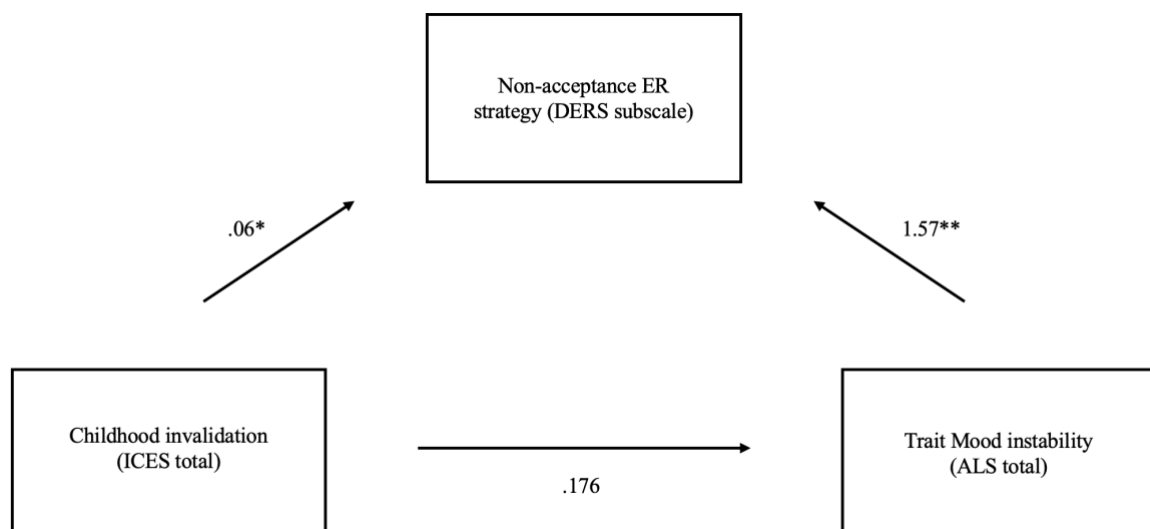 Non-acceptance ER
strategy (DERS subscale)
.06*
1.57**
Childhood invalidation
(ICES total)
.176
Trait Mood instability
(ALS total)